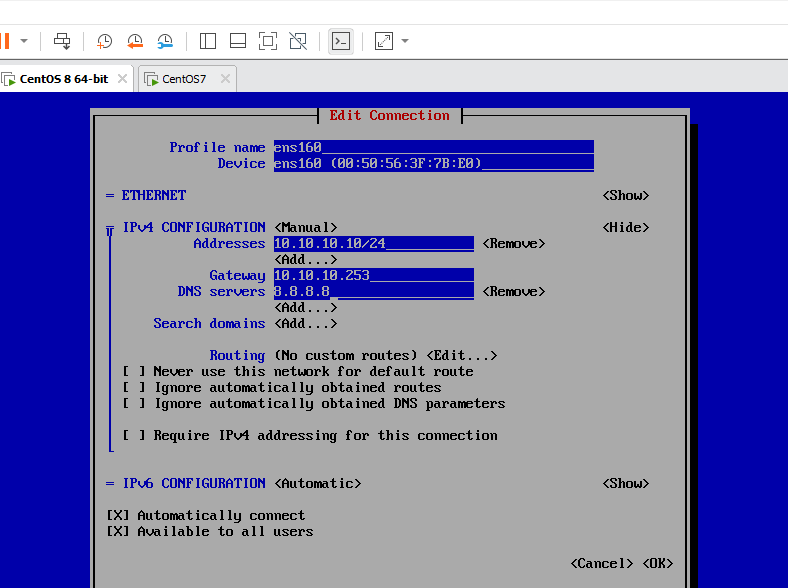 CentOS 8 64-bit × CentOS7 ×
Edit Connection
Profile name ens160
Device ens160 (00:50:56:3F:7B:E0)
= ETHERNET <Show>
= IPv4 CONFIGURATION <Manual> <Hide>
Addresses 10.10.10.10/24 <Remove>
<Add...>
Gateway 10.10.10.253
DNS servers 8.8.8.8 <Remove>
<Add...>
Search domains <Add...>
Routing (No custom routes) <Edit...>
[ ] Never use this network for default route
[ ] Ignore automatically obtained routes
[ ] Ignore automatically obtained DNS parameters
[ ] Require IPv4 addressing for this connection
= IPv6 CONFIGURATION <Automatic> <Show>
[X] Automatically connect
[X] Available to all users
<Cancel> <OK>